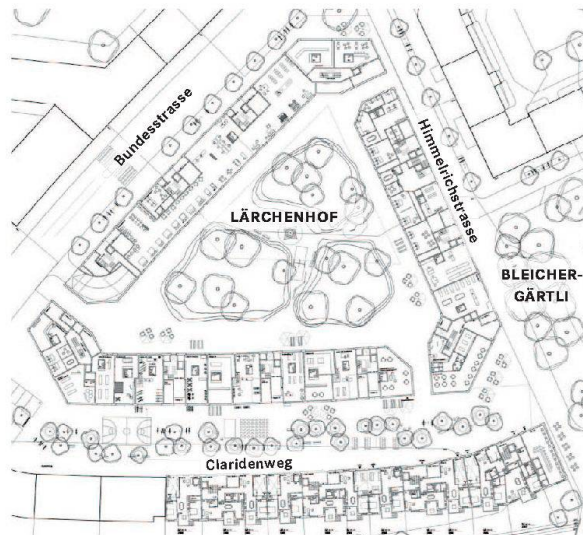 Bundesstrasse
Himmelrichstrasse
LÄRCHENHOF
BLEICHER-
GÄRTLI
Claridenweg